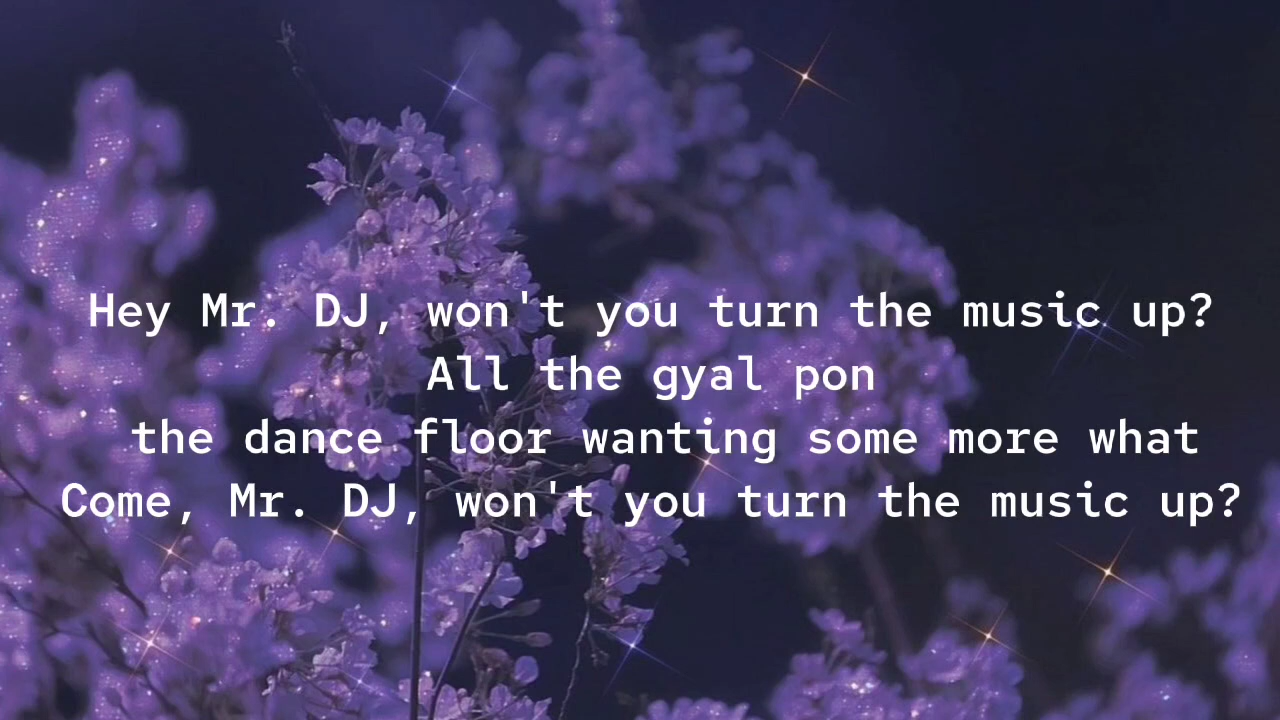 Hey Mr. DJ, won't you turn the music up?
All the gyal pon
the dance floor wanting some more what
Come, Mr. DJ, won't you turn the music up?